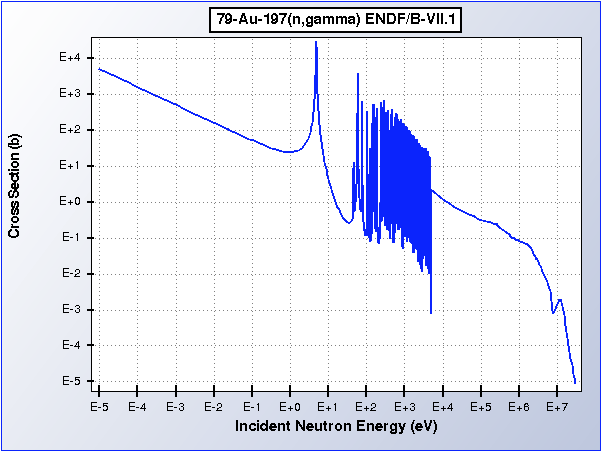 79-Au-197(n,gamma) ENDF/B-VII.1
Cross Section (b)
E+4
E+3
E+2
E+1
E+0
E-1
E-2
E-3
E-4
E-5
E-5 E-4 E-3 E-2 E-1 E+0 E+1 E+2 E+3 E+4 E+5 E+6 E+7
Incident Neutron Energy (eV)